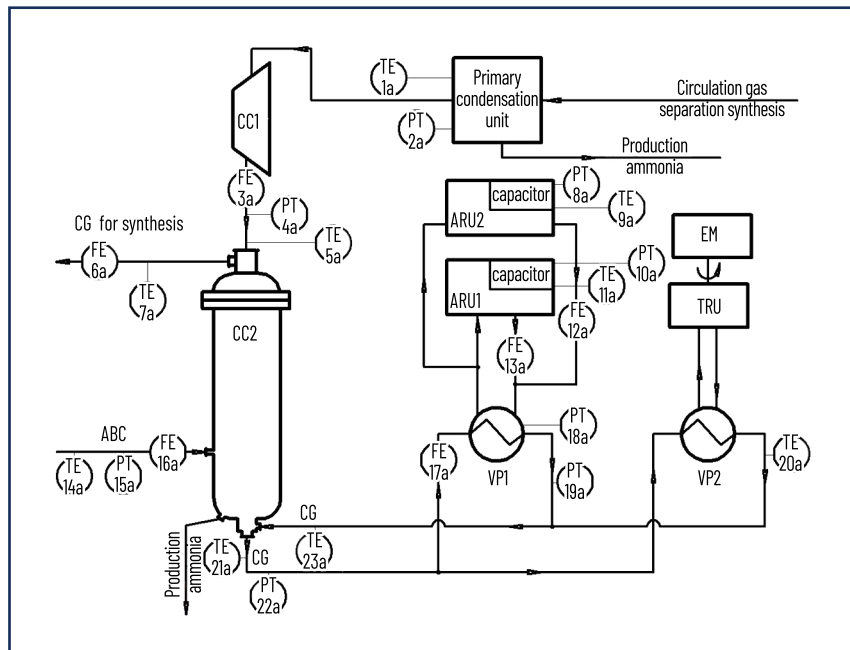 TE
1a
Primary
condensation
unit
PT
2a
Circulation gas
separation synthesis
Production
ammonia
CC1
FE
3a
PT
4a
TE
5a
CG for synthesis
FE
6a
TE
7a
CC2
capacitor
ARU2
PT
8a
TE
9a
capacitor
ARU1
PT
10a
TE
11a
FE
12a
FE
13a
EM
TRU
ABC
TE
14a
PT
15a
FE
16a
FE
17a
VP1
PT
18a
PT
19a
VP2
TE
20a
Production
ammonia
TE
21a
CG
PT
22a
CG
TE
23a